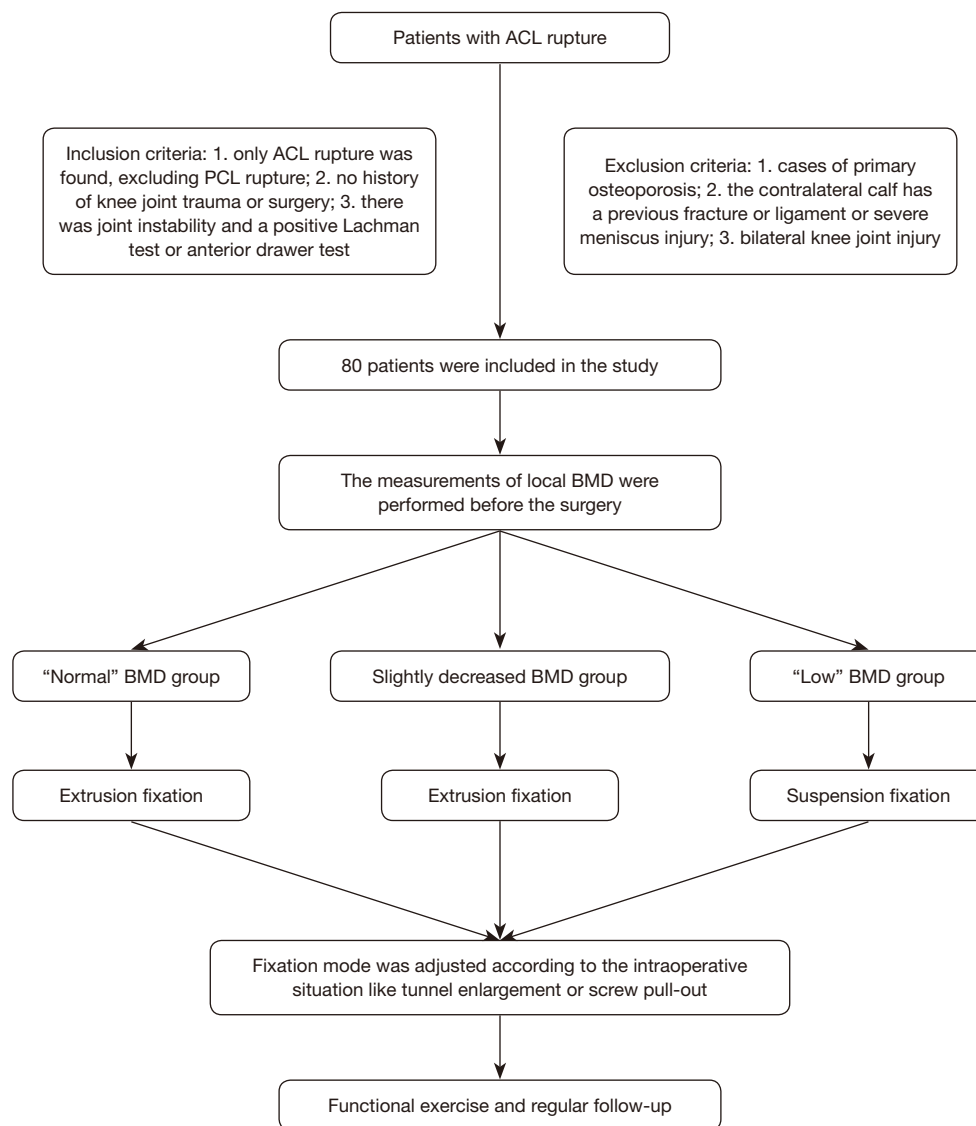 Patients with ACL rupture
Inclusion criteria: 1. only ACL rupture was
found, excluding PCL rupture; 2. no history
of knee joint trauma or surgery; 3. there
was joint instability and a positive Lachman
test or anterior drawer test
Exclusion criteria: 1. cases of primary
osteoporosis; 2. the contralateral calf has
a previous fracture or ligament or severe
meniscus injury; 3. bilateral knee joint injury
80 patients were included in the study
The measurements of local BMD were
performed before the surgery
“Normal” BMD group
Slightly decreased BMD group
“Low” BMD group
Extrusion fixation
Extrusion fixation
Suspension fixation
Fixation mode was adjusted according to the intraoperative
situation like tunnel enlargement or screw pull-out
Functional exercise and regular follow-up